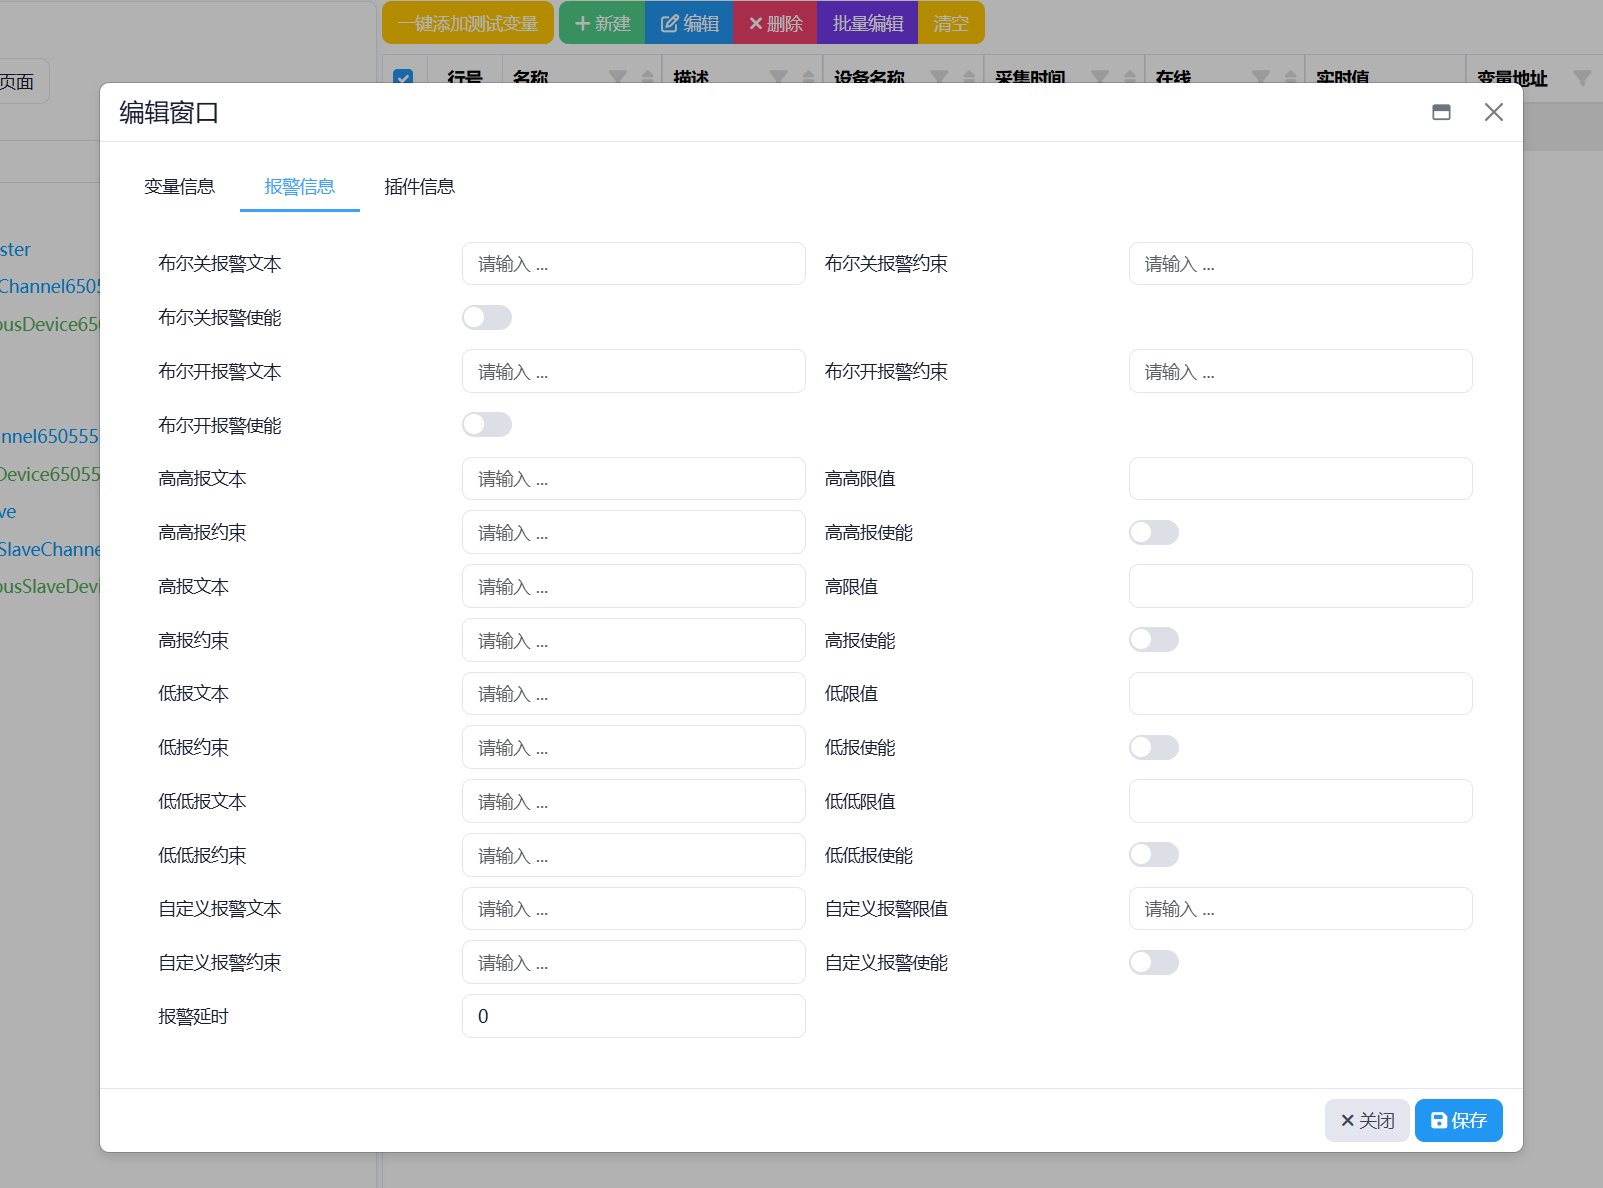 一键添加测试变量 新建 编辑 删除 批量编辑 清空
页面
行号 名称 描述 设备名称 采集时间 在线 实时值 变量地址
编辑窗口
变量信息 报警信息 插件信息
ster
Channel6505
ousDevice650
nnel650555
Device65055
ve
SlaveChanne
ousSlaveDevi
布尔关报警文本 请输入 ... 布尔关报警约束 请输入 ...
布尔关报警使能
布尔开报警文本 请输入 ... 布尔开报警约束 请输入 ...
布尔开报警使能
高高报文本 请输入 ... 高高限值
高高报约束 请输入 ... 高高报使能
高报文本 请输入 ... 高限值
高报约束 请输入 ... 高报使能
低报文本 请输入 ... 低限值
低报约束 请输入 ... 低报使能
低低报文本 请输入 ... 低低限值
低低报约束 请输入 ... 低低报使能
自定义报警文本 请输入 ... 自定义报警限值 请输入 ...
自定义报警约束 请输入 ... 自定义报警使能
报警延时 0
关闭 保存